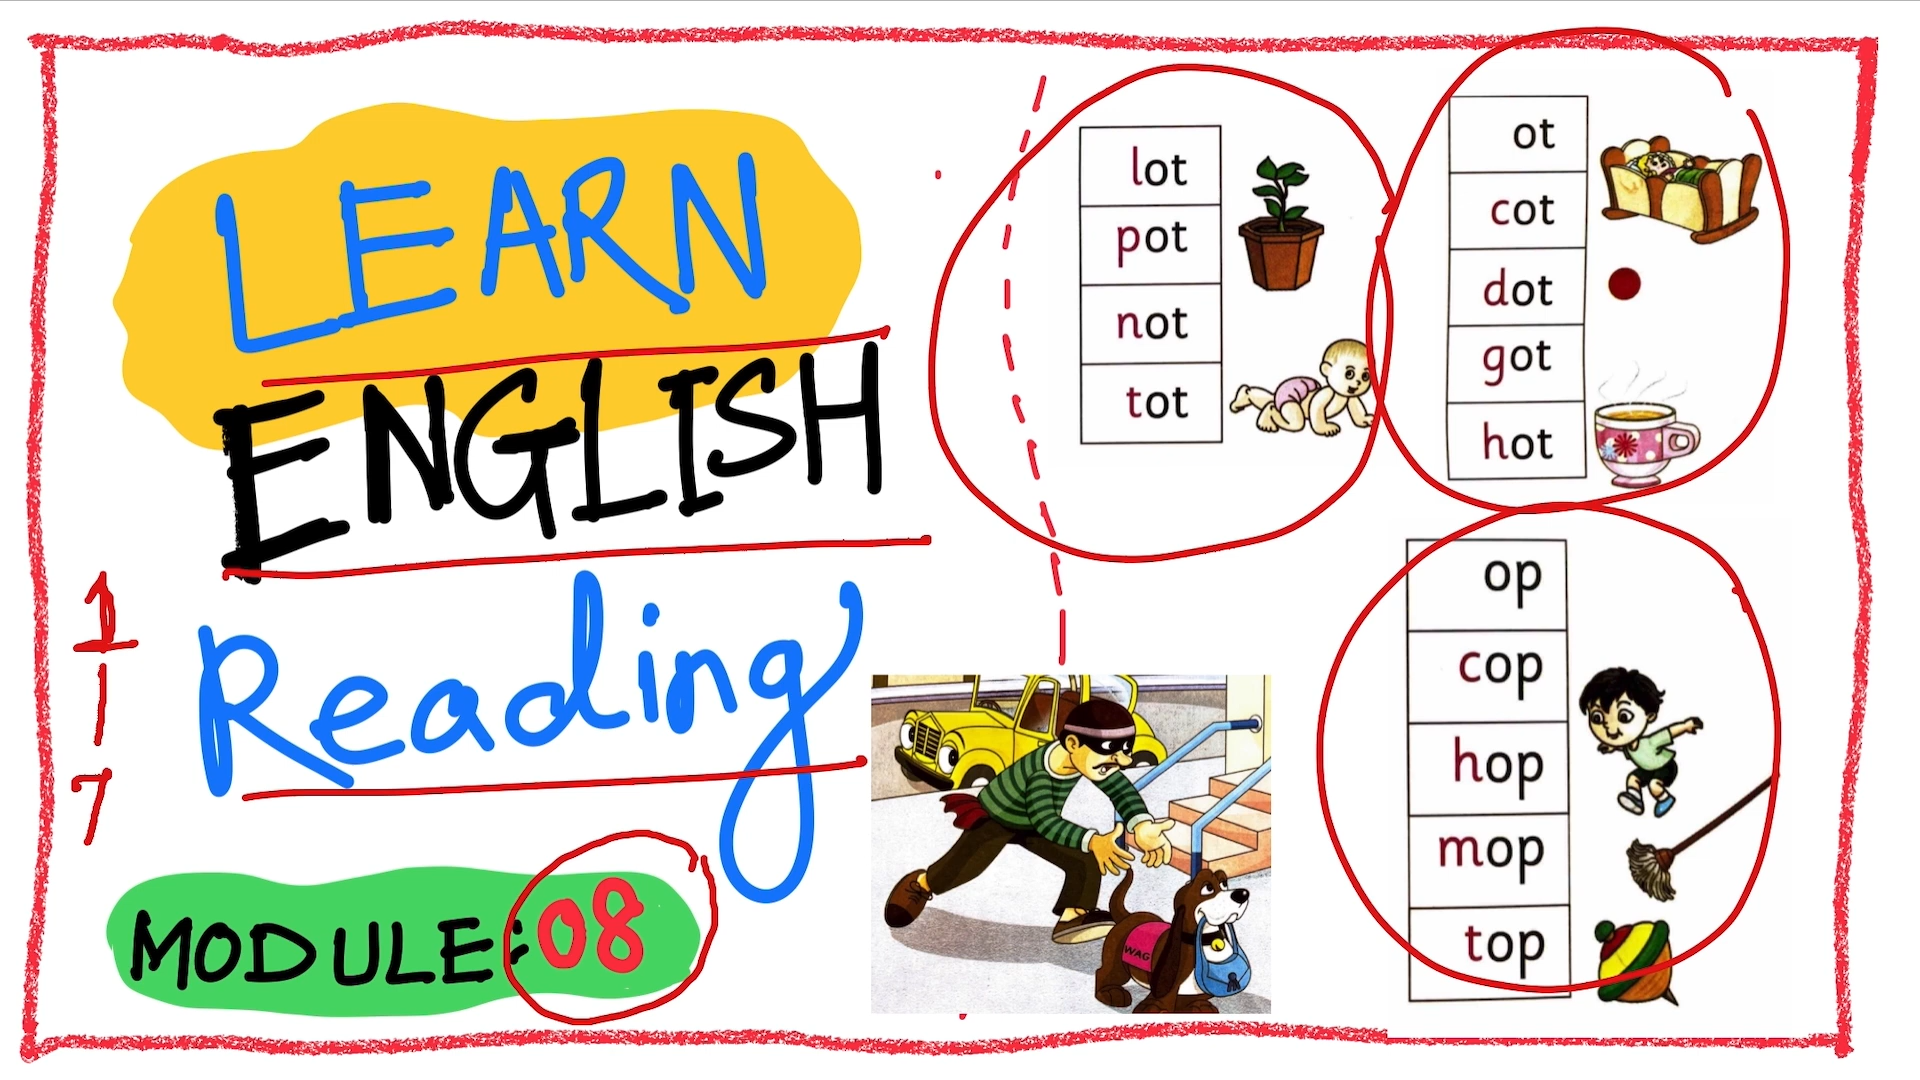 LEARN
ENGLISH
Reading
1
7
MODULE: 08
lot
pot
not
tot
ot
cot
dot
got
hot
op
cop
hop
mop
top
WAG